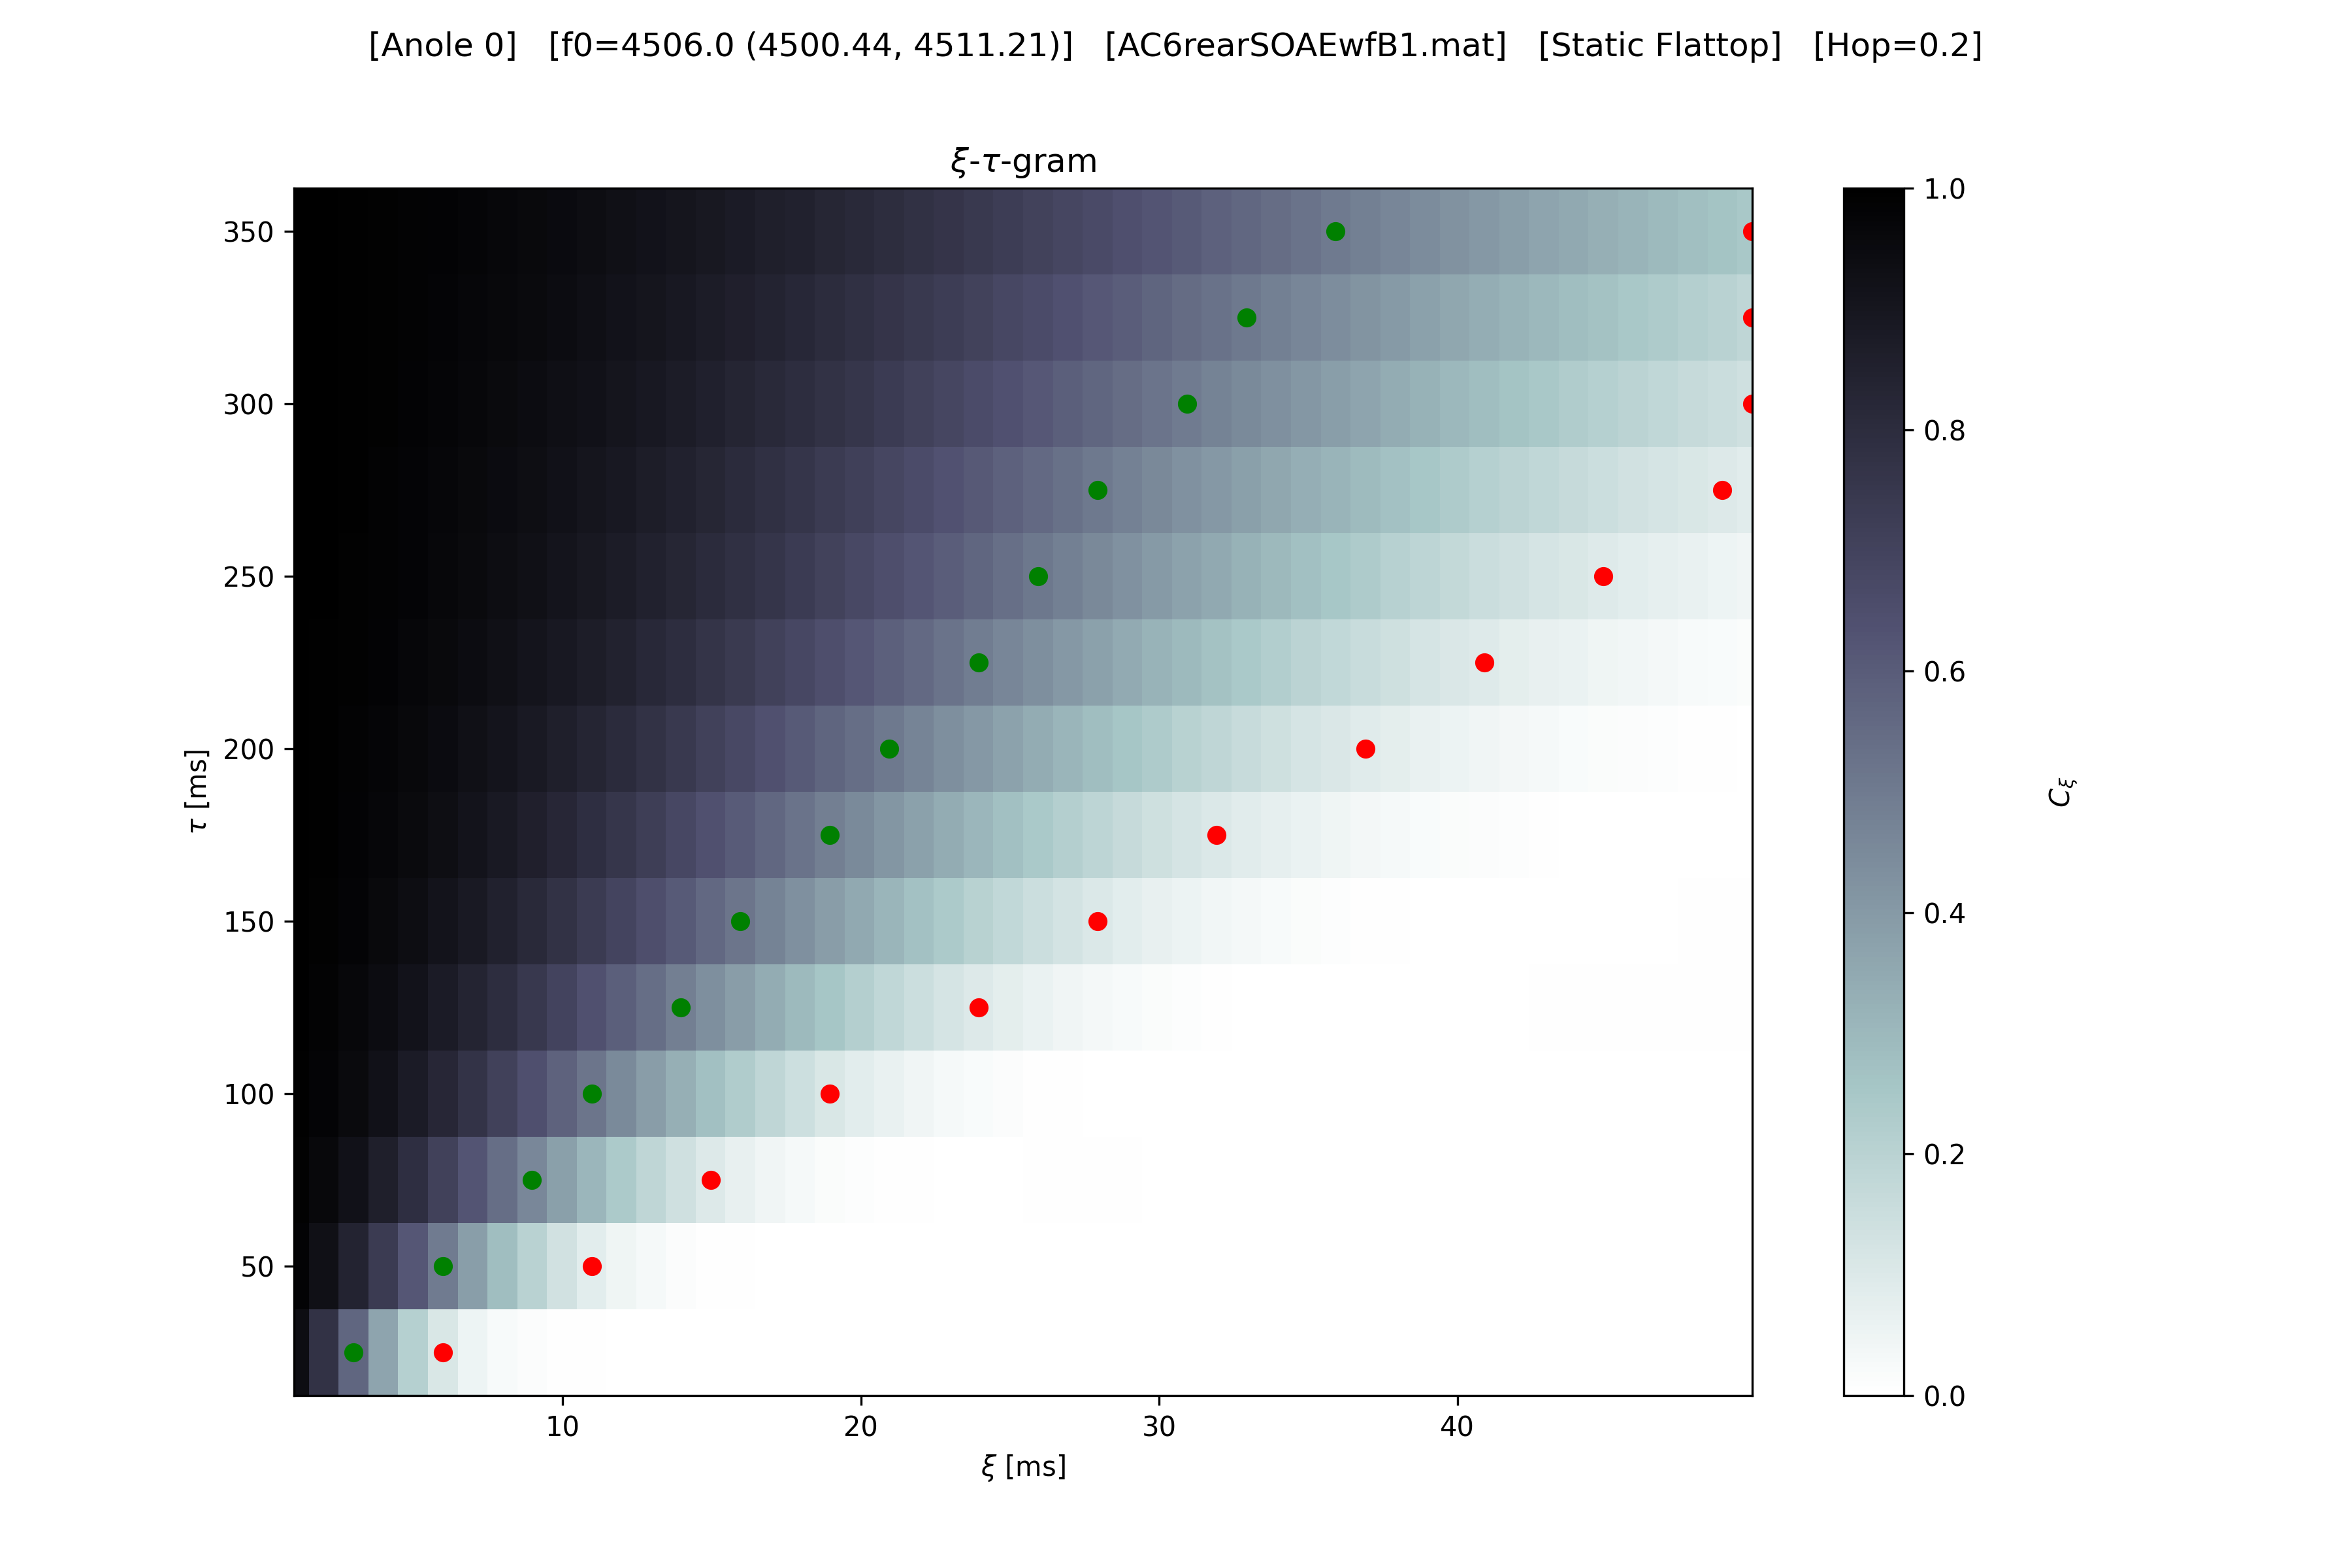 [Anole 0]   [f0=4506.0 (4500.44, 4511.21)]   [AC6rearSOAEwfB1.mat]   [Static Flattop]   [Hop=0.2]
ξ-τ-gram
350
300
250
200
150
100
50
τ [ms]
10 20 30 40
ξ [ms]
1.0
0.8
0.6
0.4
0.2
0.0
C_ξ